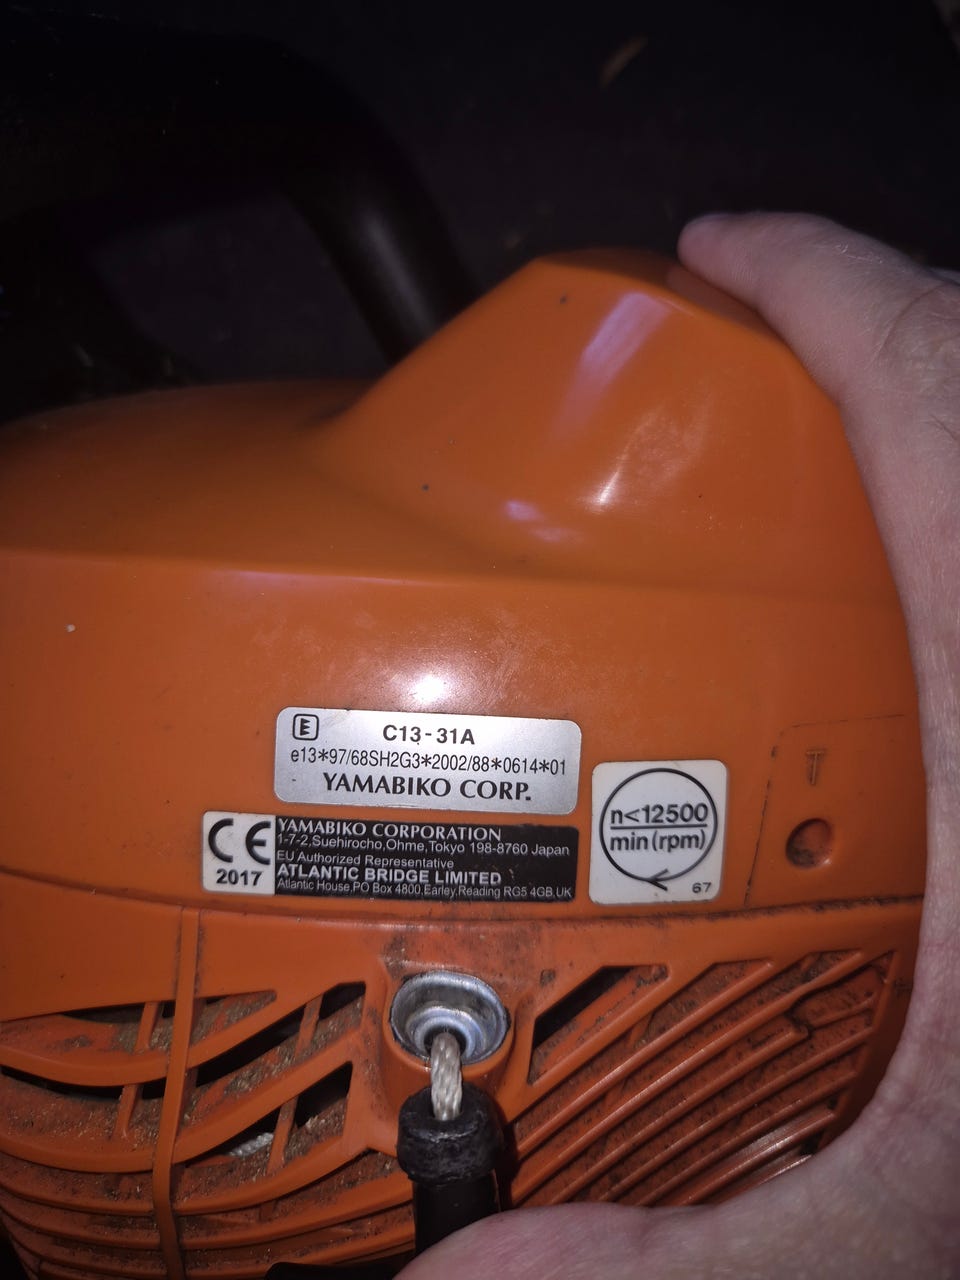 E
C13-31A
e13*97/68SH2G3*2002/88*0614*01
YAMABIKO CORP.
CE
2017
YAMABIKO CORPORATION
1-7-2,Suehirocho,Ohme,Tokyo 198-8760 Japan
EU Authorized Representative
ATLANTIC BRIDGE LIMITED
Atlantic House,PO Box 4800,Earley,Reading RG5 4GB,UK
n<12500
min (rpm)
67
T